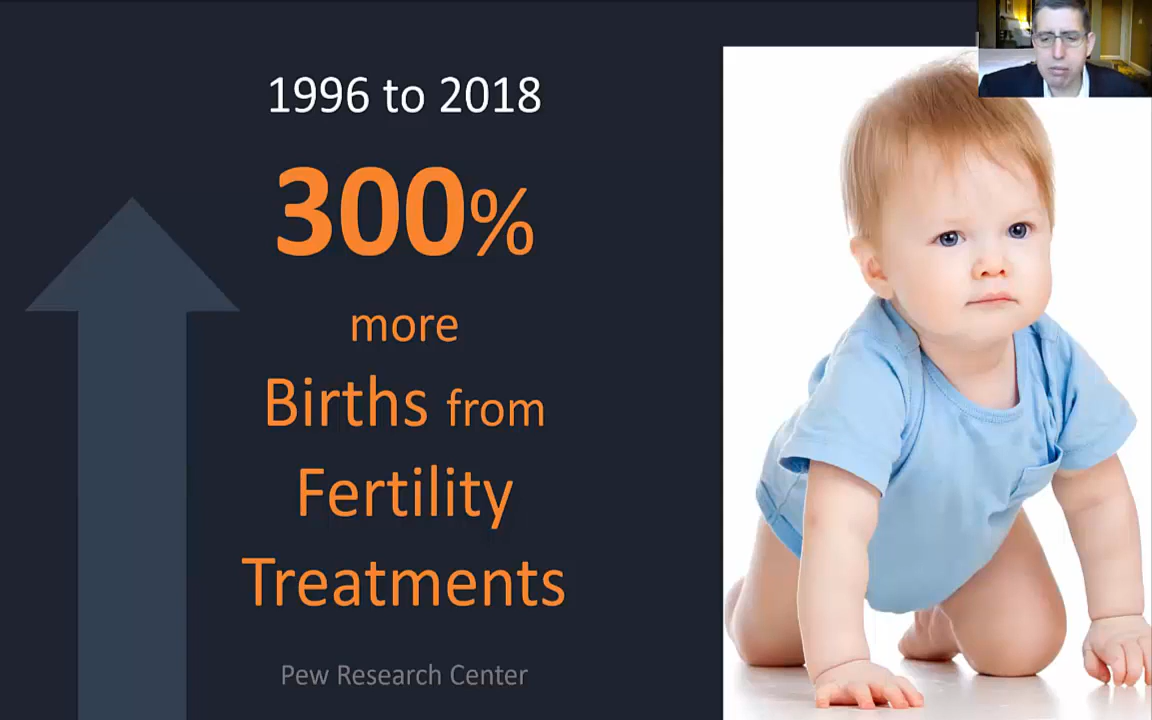 1996 to 2018
300%
more
Births from
Fertility
Treatments
Pew Research Center